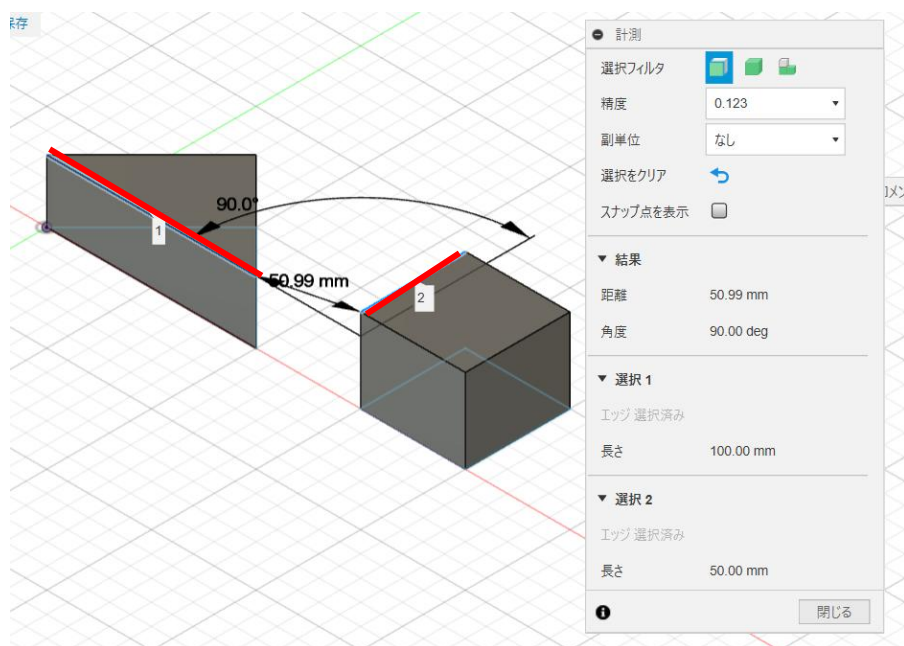 保存
計測
選択フィルタ
精度 0.123
副単位 なし
選択をクリア
スナップ点を表示
結果
距離 50.99 mm
角度 90.00 deg
選択 1
エッジ 選択済み
長さ 100.00 mm
選択 2
エッジ 選択済み
長さ 50.00 mm
閉じる
90.0°
1
50.99 mm
2